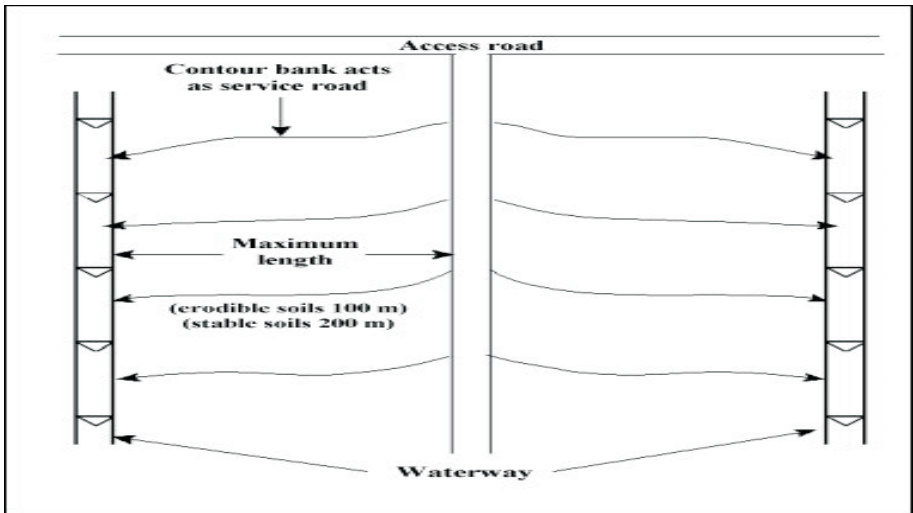 Access road
Contour bank acts
as service road
Maximum
length
(erodible soils 100 m)
(stable soils 200 m)
Waterway